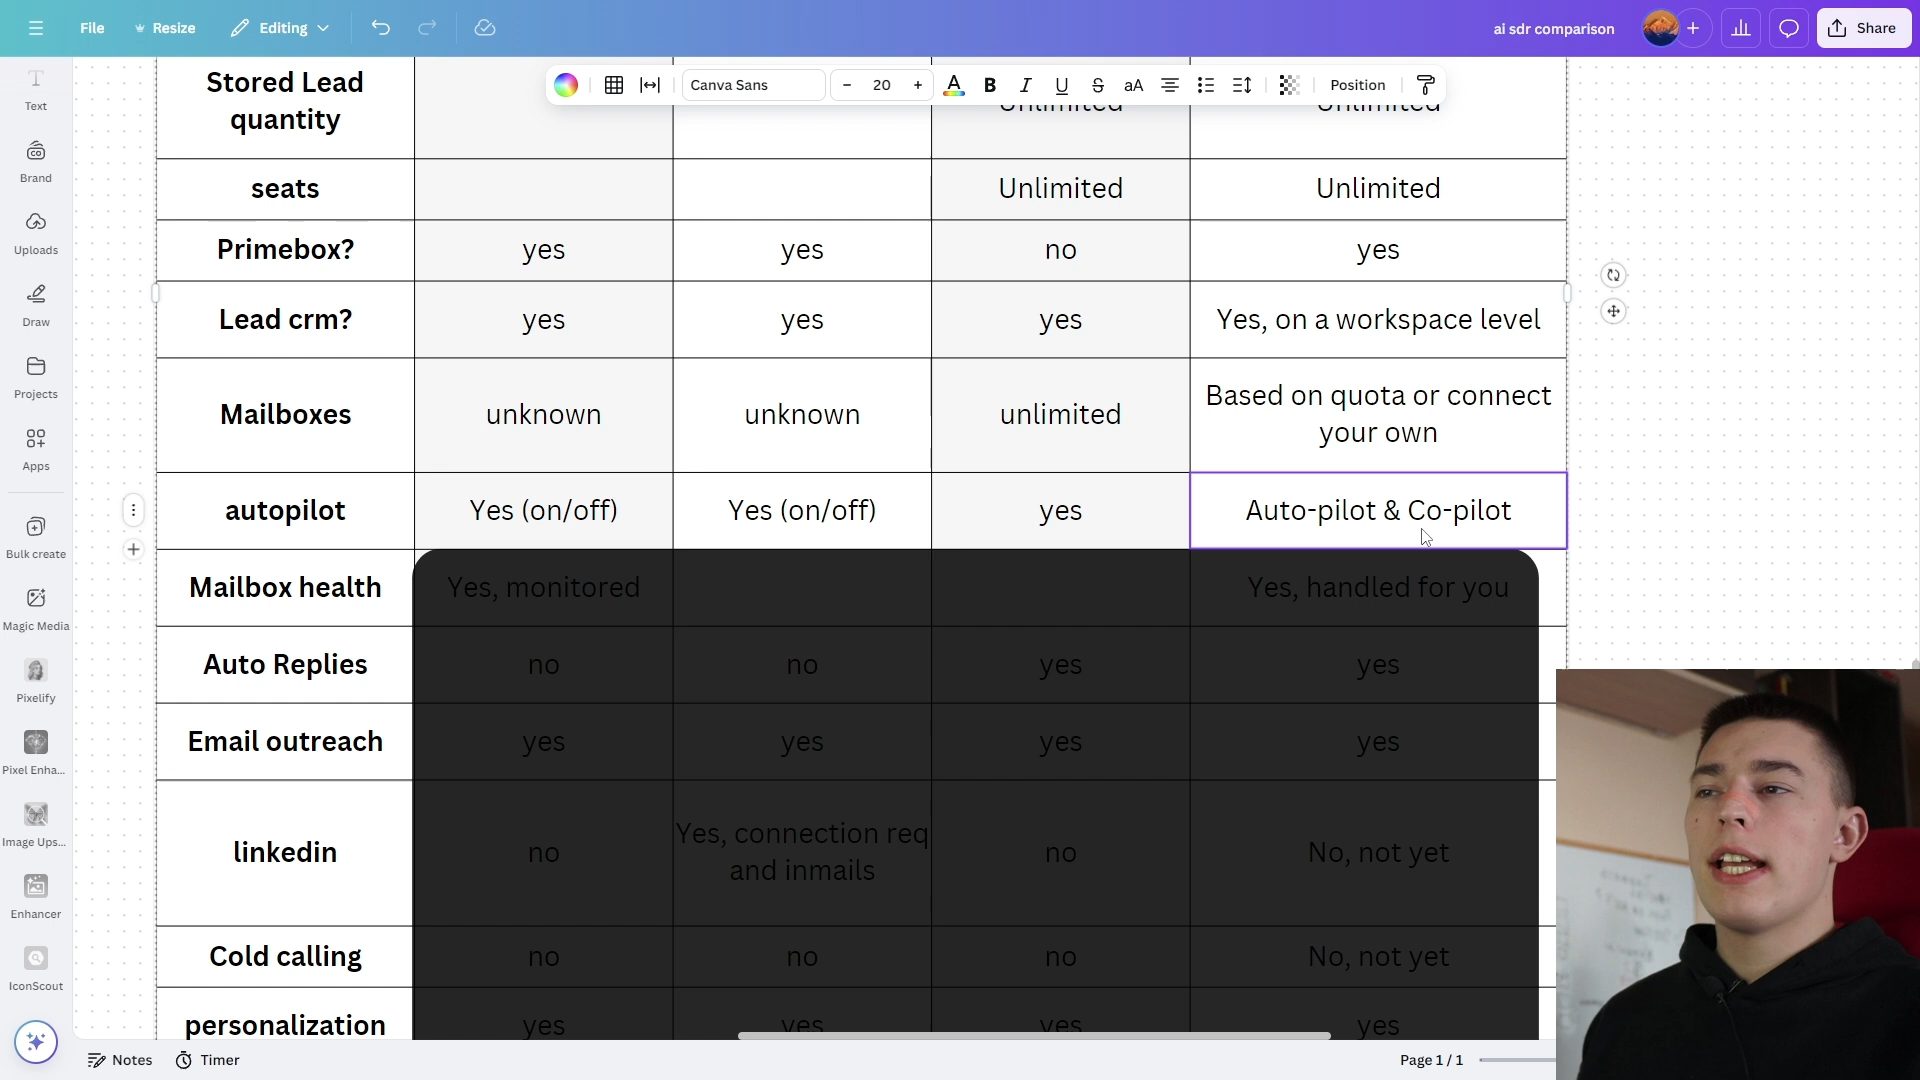 File
Resize
Editing
ai sdr comparison
Share
Canva Sans
20
aA
Position
Text
Brand
Uploads
Draw
Projects
Apps
Bulk create
Magic Media
Pixelify
Pixel Enha...
Image Ups...
Enhancer
IconScout
Stored Lead
quantity
Unlimited
Unlimited
seats
Unlimited
Unlimited
Primebox?
yes
yes
no
yes
Lead crm?
yes
yes
yes
Yes, on a workspace level
Mailboxes
unknown
unknown
unlimited
Based on quota or connect
your own
autopilot
Yes (on/off)
Yes (on/off)
yes
Auto-pilot & Co-pilot
Mailbox health
Yes, monitored
Yes, handled for you
Auto Replies
no
no
yes
yes
Email outreach
yes
yes
yes
yes
linkedin
no
Yes, connection req
and inmails
no
No, not yet
Cold calling
no
no
no
No, not yet
personalization
yes
yes
yes
yes
Notes
Timer
Page 1 / 1